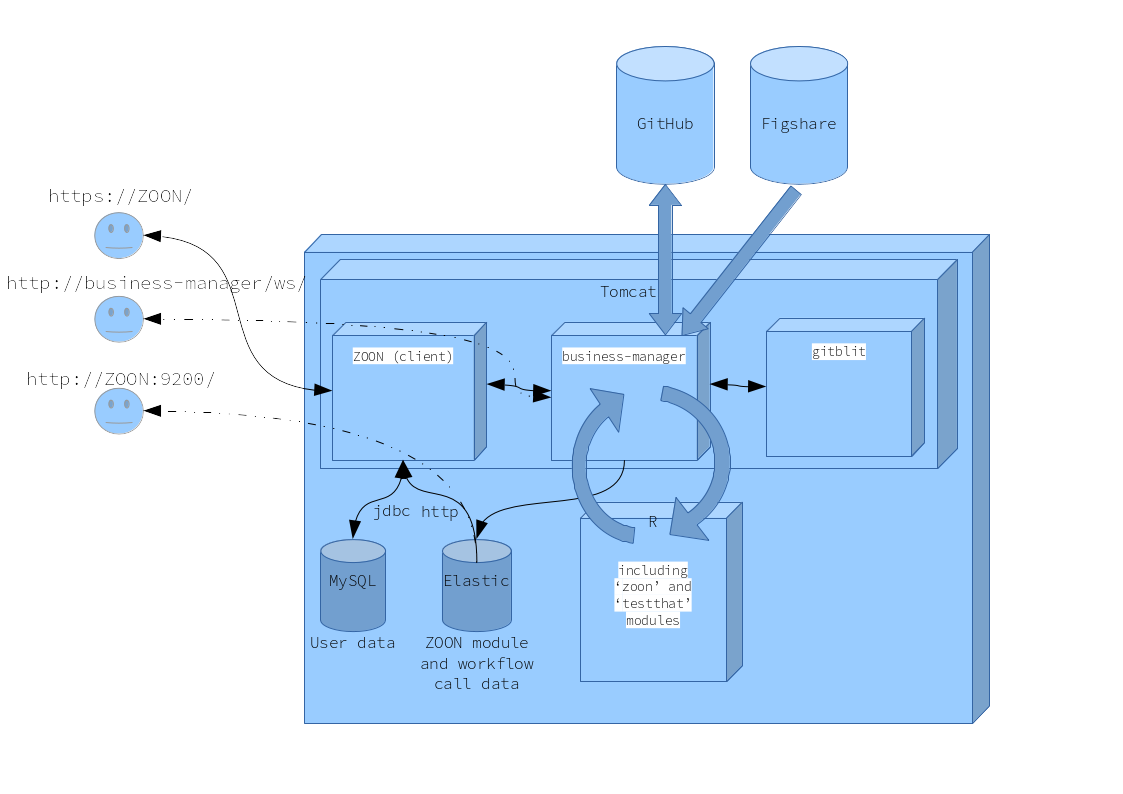 GitHub
Figshare
https://ZOON/
http://business-manager/ws/
Tomcat
ZOON (client)
business-manager
gitblit
http://ZOON:9200/
jdbc
http
R
MySQL
Elastic
including
‘zoon’ and
‘testthat’
modules
User data
ZOON module
and workflow
call data